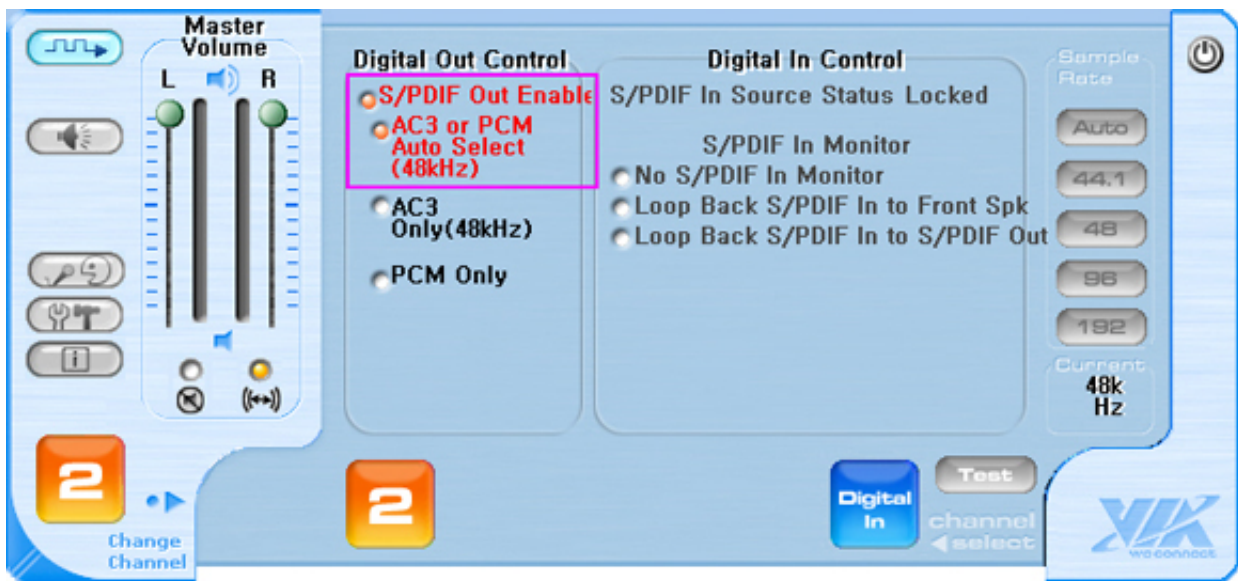 Master
Volume
L R
2
Change
Channel
Digital Out Control
S/PDIF Out Enable
AC3 or PCM
Auto Select
(48kHz)
AC3
Only(48kHz)
PCM Only
2
Digital In Control
S/PDIF In Source Status Locked
S/PDIF In Monitor
No S/PDIF In Monitor
Loop Back S/PDIF In to Front Spk
Loop Back S/PDIF In to S/PDIF Out
Digital
In
Test
channel
select
Sample
Rate
Auto
44.1
48
96
192
Current
48k
Hz
VIA
we connect